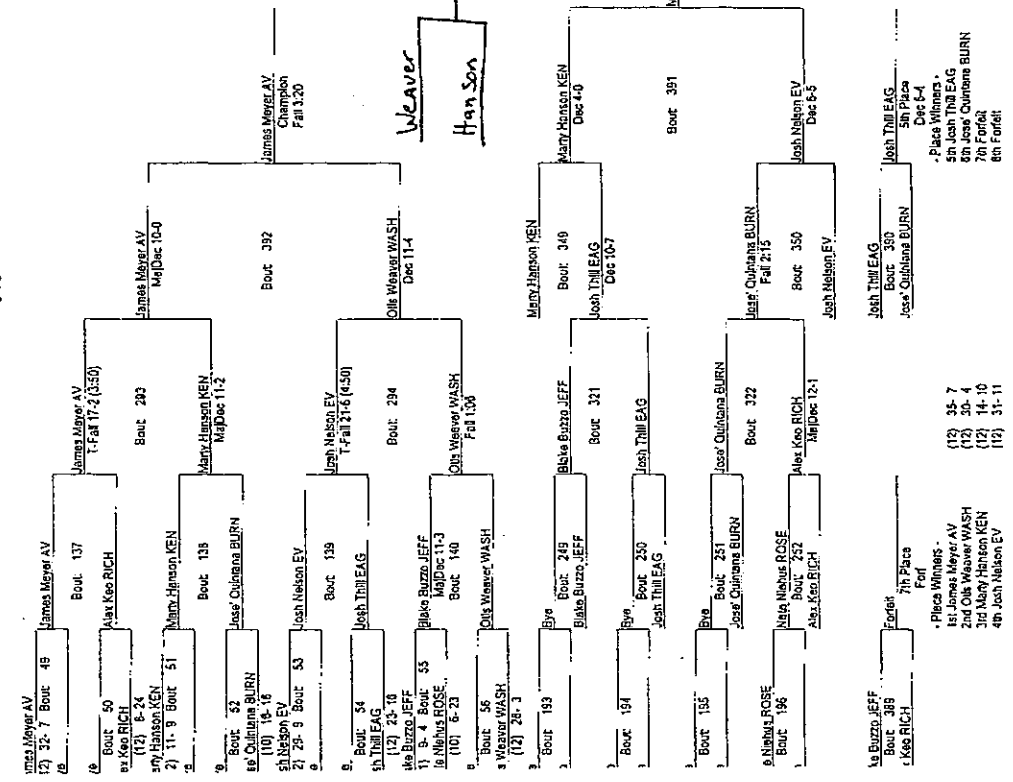 James Meyer AV
Champion
Fall 3:20
Weaver
Hanson
Marty Hanson KEN
Dec 4-0
Bout 391
Josh Nelson EV
Dec 6-5
Josh Thill EAG
5th Place
Dec 5-4
- Place Winners -
5th Josh Thill EAG
6th Jose' Quintana BURN
7th Forfeit
8th Forfeit
James Meyer AV
MajDec 10-0
Bout 392
Otis Weaver WASH
Dec 11-4
Marty Hanson KEN
Bout 349
Josh Thill EAG
Dec 10-7
Jose' Quintana BURN
Fall 2:15
Bout 350
Josh Nelson EV
Josh Thill EAG
Bout 390
Jose' Quintana BURN
James Meyer AV
T-Fall 17-2 (3:50)
Bout 293
Marty Hanson KEN
MajDec 11-2
Josh Nelson EV
T-Fall 21-6 (4:50)
Bout 294
Otis Weaver WASH
Fall 1:06
Blake Buzzo JEFF
Bout 321
Josh Thill EAG
Jose' Quintana BURN
Bout 322
Alex Keo RICH
MajDec 12-1
James Meyer AV
Bout 137
Alex Keo RICH
Marty Hanson KEN
Bout 138
Jose' Quintana BURN
Josh Nelson EV
Bout 139
Josh Thill EAG
Blake Buzzo JEFF
MajDec 11-3
Bout 140
Otis Weaver WASH
Bye
Bout 249
Blake Buzzo JEFF
Bye
Bout 250
Josh Thill EAG
Bye
Bout 251
Jose' Quintana BURN
Nate Niehus ROSE
Bout 252
Alex Keo RICH
Forfeit
7th Place
Forf
- Place Winners -
1st James Meyer AV (12) 35- 7
2nd Otis Weaver WASH (12) 30- 4
3rd Marty Hanson KEN (12) 14- 10
4th Josh Nelson EV (12) 31- 11
Meyer AV
12) 32- 7 Bout 49
Bout 50
Keo RICH
(12) 8-24
Hanson KEN
2) 11- 9 Bout 51
Bout 52
Quintana BURN
(10) 16- 16
Nelson EV
2) 29- 9 Bout 53
Bout 54
Thill EAG
(12) 23- 16
Buzzo JEFF
1) 9- 4 Bout 55
Niehus ROSE
(10) 6- 23
Bout 56
Weaver WASH
(12) 28- 3
Bout 193
Bout 194
Bout 195
Niehus ROSE
Bout 196
Buzzo JEFF
Bout 389
Keo RICH